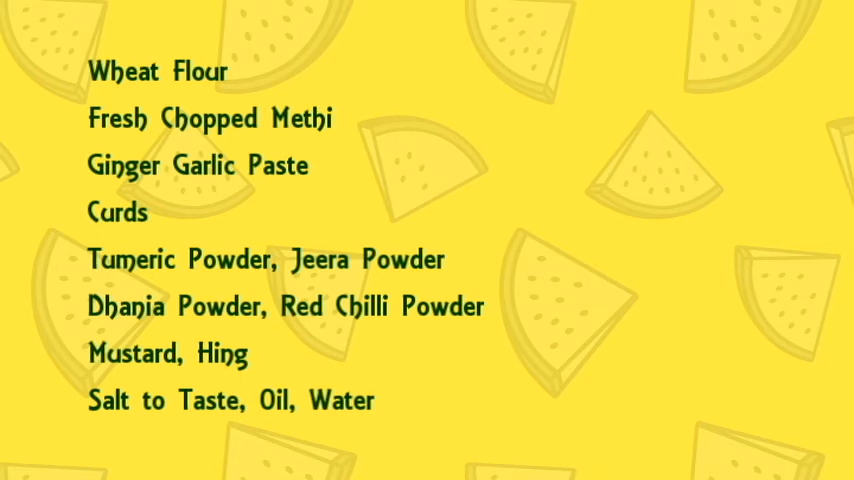 Wheat Flour
Fresh Chopped Methi
Ginger Garlic Paste
Curds
Tumeric Powder, Jeera Powder
Dhania Powder, Red Chilli Powder
Mustard, Hing
Salt to Taste, Oil, Water